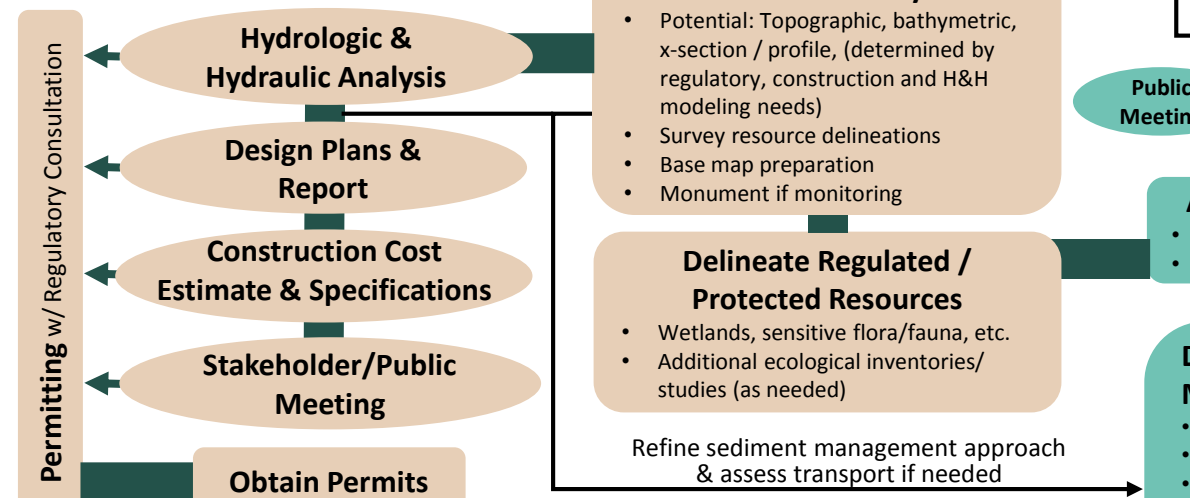 Permitting w/ Regulatory Consultation
Hydrologic &
Hydraulic Analysis
Design Plans &
Report
Construction Cost
Estimate & Specifications
Stakeholder/Public
Meeting
Obtain Permits
• Potential: Topographic, bathymetric,
x-section / profile, (determined by
regulatory, construction and H&H
modeling needs)
• Survey resource delineations
• Base map preparation
• Monument if monitoring
Delineate Regulated /
Protected Resources
• Wetlands, sensitive flora/fauna, etc.
• Additional ecological inventories/
studies (as needed)
Refine sediment management approach
& assess transport if needed
Public